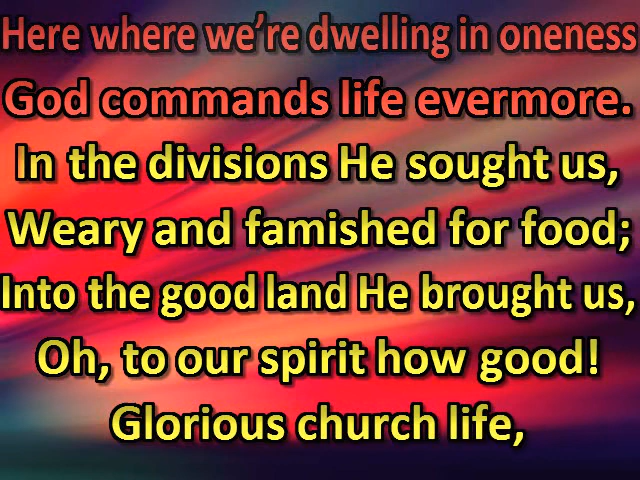 Here where we're dwelling in oneness
God commands life evermore.
In the divisions He sought us,
Weary and famished for food;
Into the good land He brought us,
Oh, to our spirit how good!
Glorious church life,